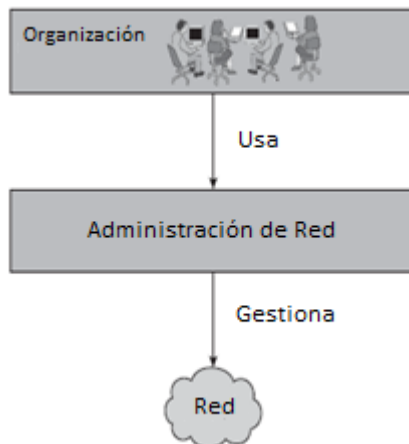 Organización
Usa
Administración de Red
Gestiona
Red